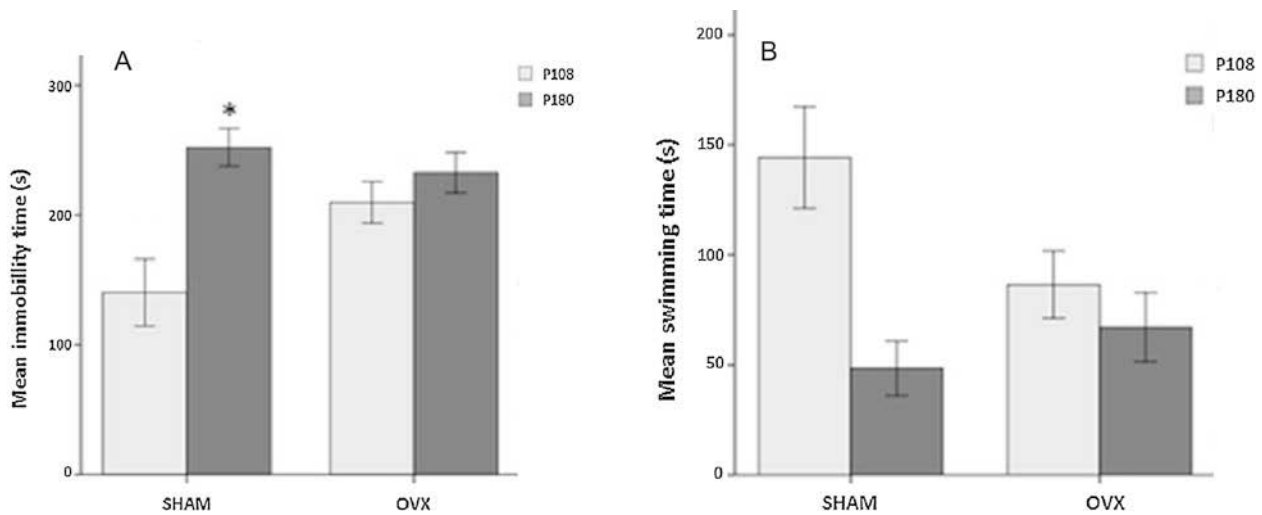 A
P108
P180
*
300
200
100
0
Mean immobillity time (s)
SHAM OVX
B
P108
P180
200
150
100
50
0
Mean swimming time (s)
SHAM OVX